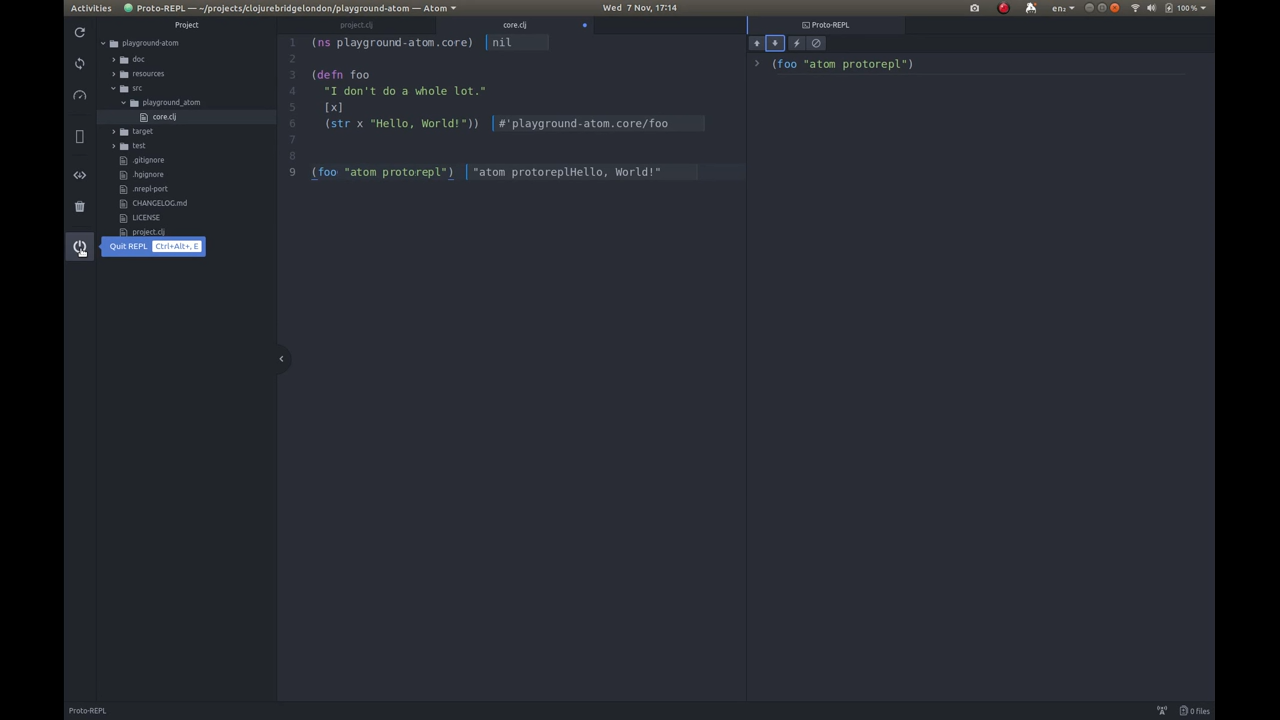 Activities
Proto-REPL — ~/projects/clojurebridgelondon/playground-atom — Atom
Wed 7 Nov, 17:14
en₂
100 %
Project
playground-atom
doc
resources
src
playground_atom
core.clj
target
test
.gitignore
.hgignore
.nrepl-port
CHANGELOG.md
LICENSE
project.clj
Quit REPL Ctrl+Alt+, E
project.clj
core.clj
1 (ns playground-atom.core) nil
2
3 (defn foo
4 "I don't do a whole lot."
5 [x]
6 (str x "Hello, World!")) #'playground-atom.core/foo
7
8
9 (foo "atom protorepl") "atom protoreplHello, World!"
Proto-REPL
(foo "atom protorepl")
Proto-REPL
0 files